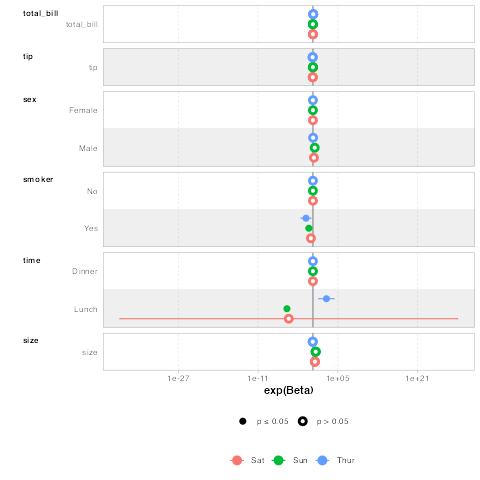 total_bill
total_bill
tip
tip
sex
Female
Male
smoker
No
Yes
time
Dinner
Lunch
size
size
1e-27 1e-11 1e+05 1e+21
exp(Beta)
p ≤ 0.05 p > 0.05
Sat Sun Thur